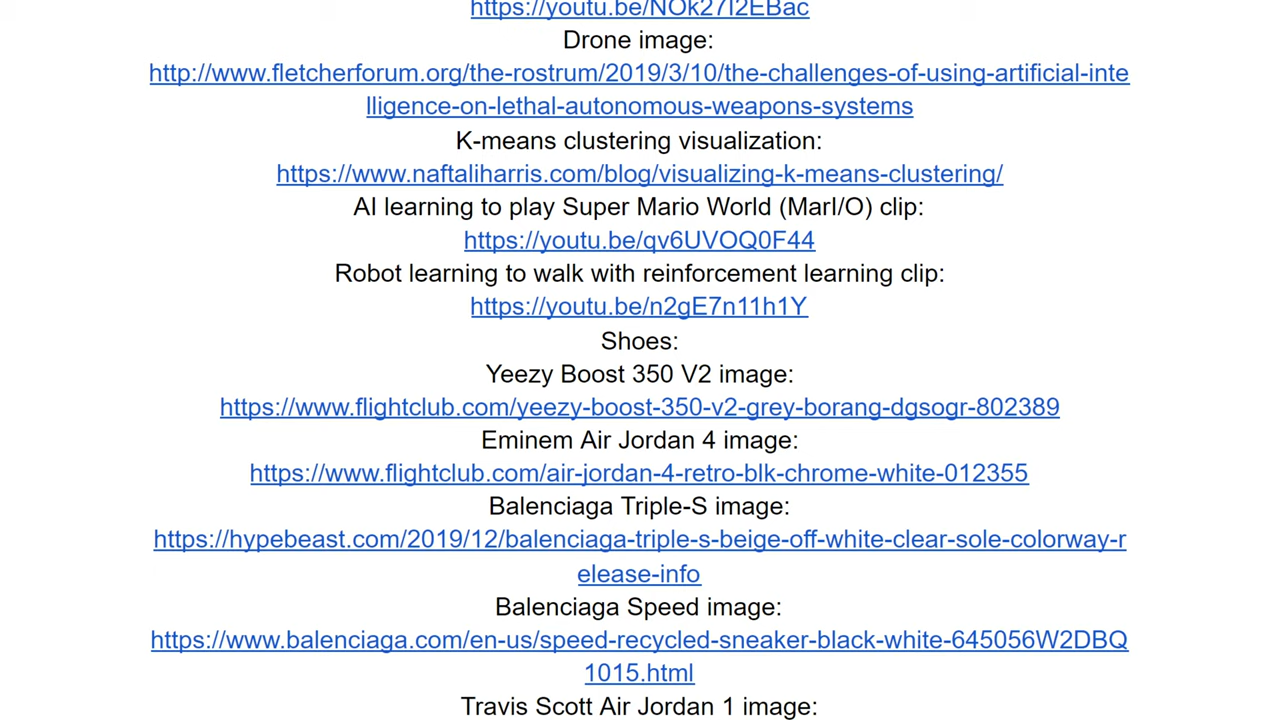 https://youtu.be/NOk27I2EBac
Drone image:
http://www.fletcherforum.org/the-rostrum/2019/3/10/the-challenges-of-using-artificial-inte
lligence-on-lethal-autonomous-weapons-systems
K-means clustering visualization:
https://www.naftaliharris.com/blog/visualizing-k-means-clustering/
AI learning to play Super Mario World (MarI/O) clip:
https://youtu.be/qv6UVOQ0F44
Robot learning to walk with reinforcement learning clip:
https://youtu.be/n2gE7n11h1Y
Shoes:
Yeezy Boost 350 V2 image:
https://www.flightclub.com/yeezy-boost-350-v2-grey-borang-dgsogr-802389
Eminem Air Jordan 4 image:
https://www.flightclub.com/air-jordan-4-retro-blk-chrome-white-012355
Balenciaga Triple-S image:
https://hypebeast.com/2019/12/balenciaga-triple-s-beige-off-white-clear-sole-colorway-r
elease-info
Balenciaga Speed image:
https://www.balenciaga.com/en-us/speed-recycled-sneaker-black-white-645056W2DBQ
1015.html
Travis Scott Air Jordan 1 image: